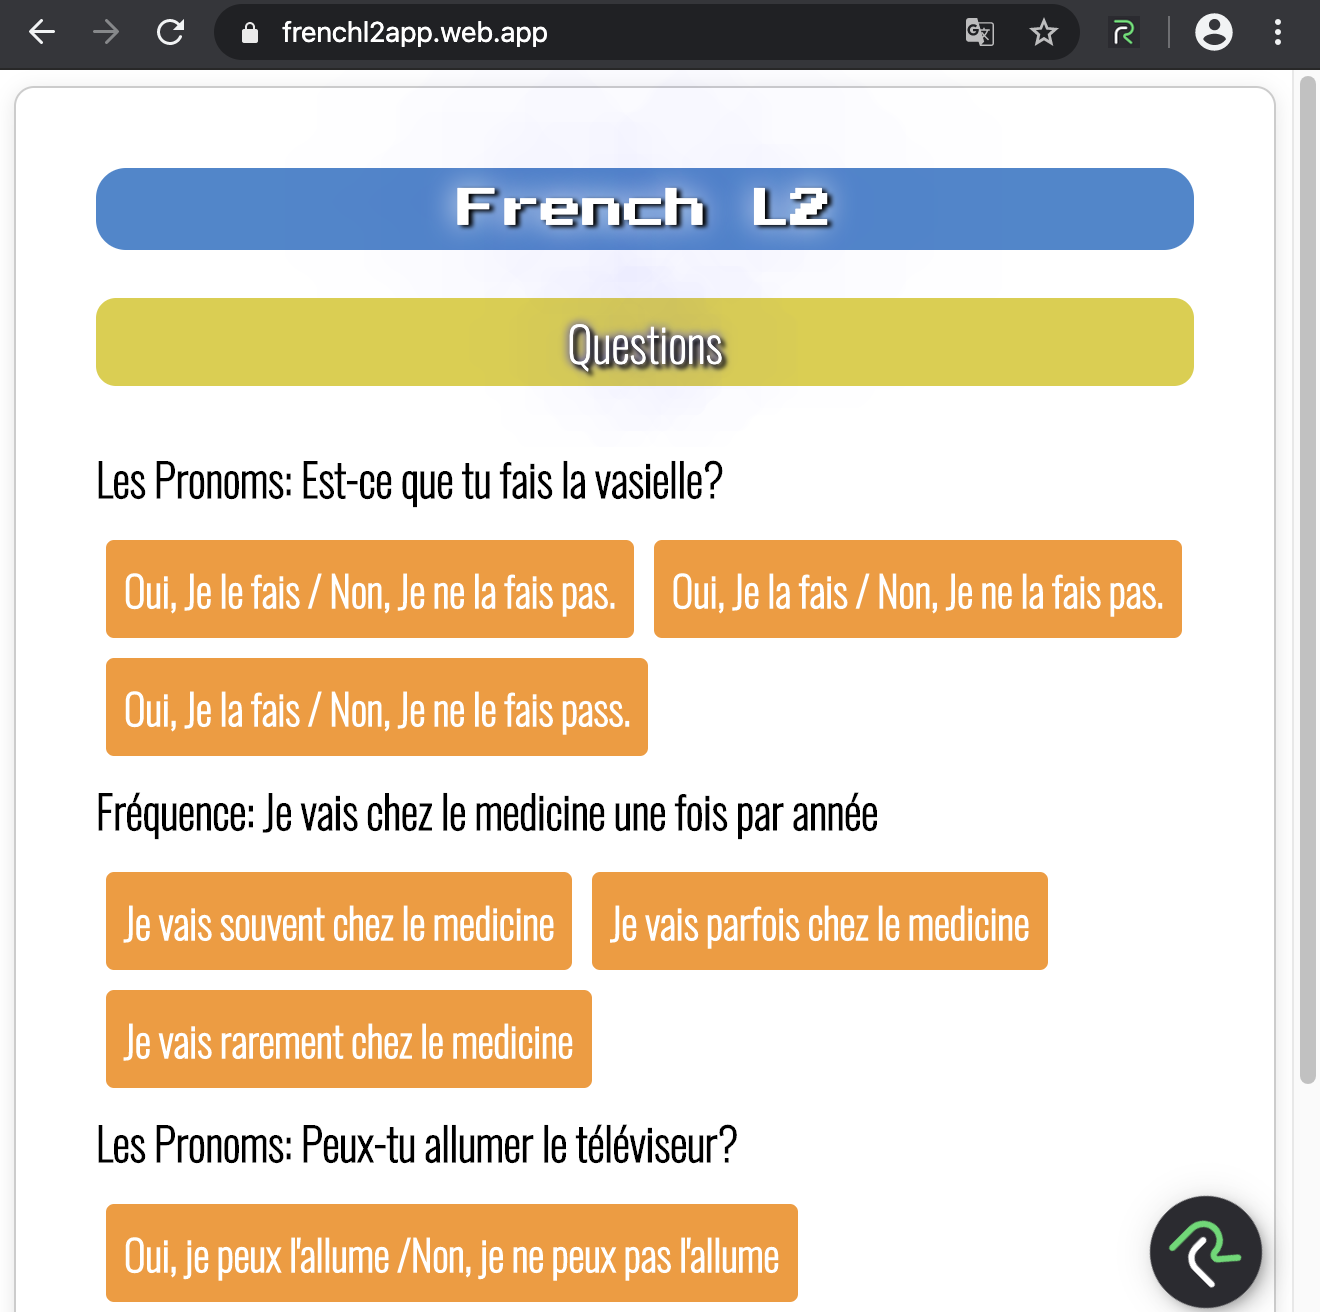 frenchl2app.web.app
French L2
Questions
Les Pronoms: Est-ce que tu fais la vasielle?
Oui, Je le fais / Non, Je ne la fais pas.
Oui, Je la fais / Non, Je ne la fais pas.
Oui, Je la fais / Non, Je ne le fais pass.
Fréquence: Je vais chez le medicine une fois par année
Je vais souvent chez le medicine
Je vais parfois chez le medicine
Je vais rarement chez le medicine
Les Pronoms: Peux-tu allumer le téléviseur?
Oui, je peux l'allume /Non, je ne peux pas l'allume